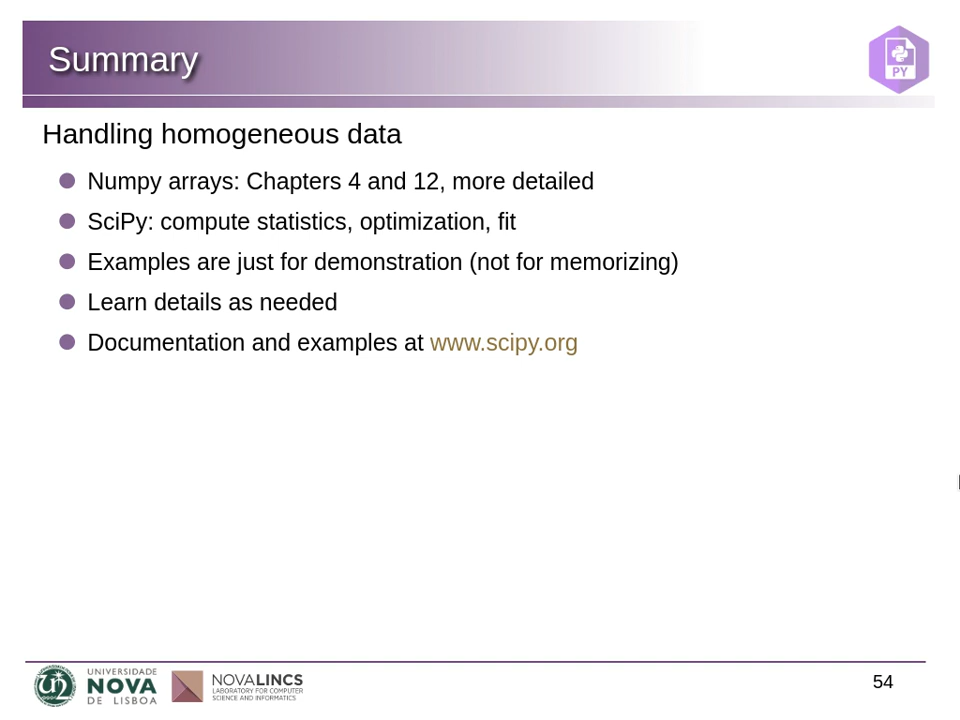 Summary
PY
Handling homogeneous data
Numpy arrays: Chapters 4 and 12, more detailed
SciPy: compute statistics, optimization, fit
Examples are just for demonstration (not for memorizing)
Learn details as needed
Documentation and examples at www.scipy.org
UNIVERSIDADE
NOVA
DE LISBOA
NOVALINCS
LABORATORY FOR COMPUTER
SCIENCE AND INFORMATICS
54